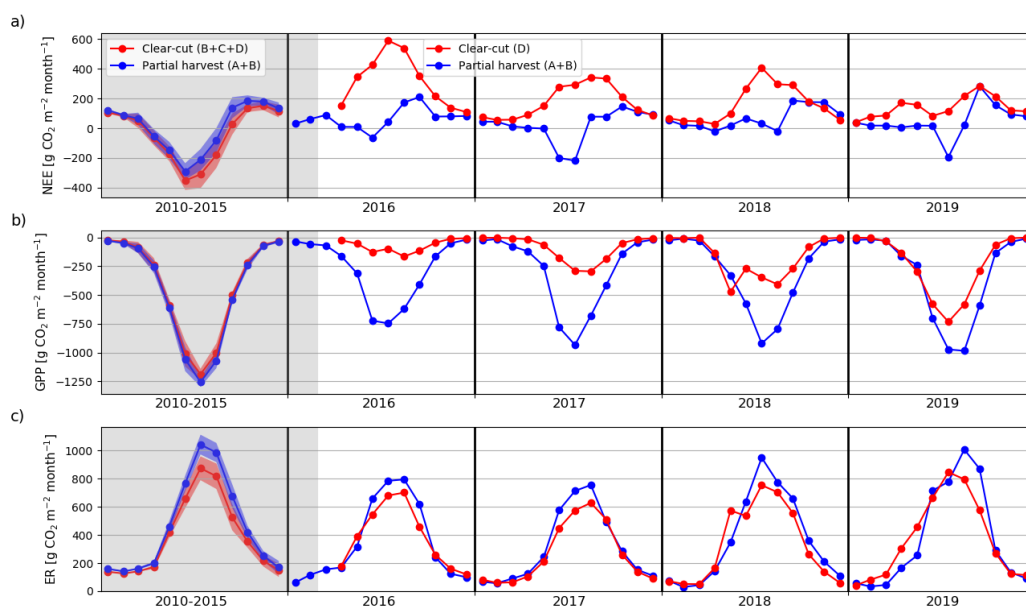 a)
NEE [g CO₂ m⁻² month⁻¹]
600
400
200
0
−200
−400
Clear-cut (B+C+D)
Partial harvest (A+B)
Clear-cut (D)
Partial harvest (A+B)
2010-2015 2016 2017 2018 2019
b)
GPP [g CO₂ m⁻² month⁻¹]
0
−250
−500
−750
−1000
−1250
2010-2015 2016 2017 2018 2019
c)
ER [g CO₂ m⁻² month⁻¹]
1000
800
600
400
200
0
2010-2015 2016 2017 2018 2019